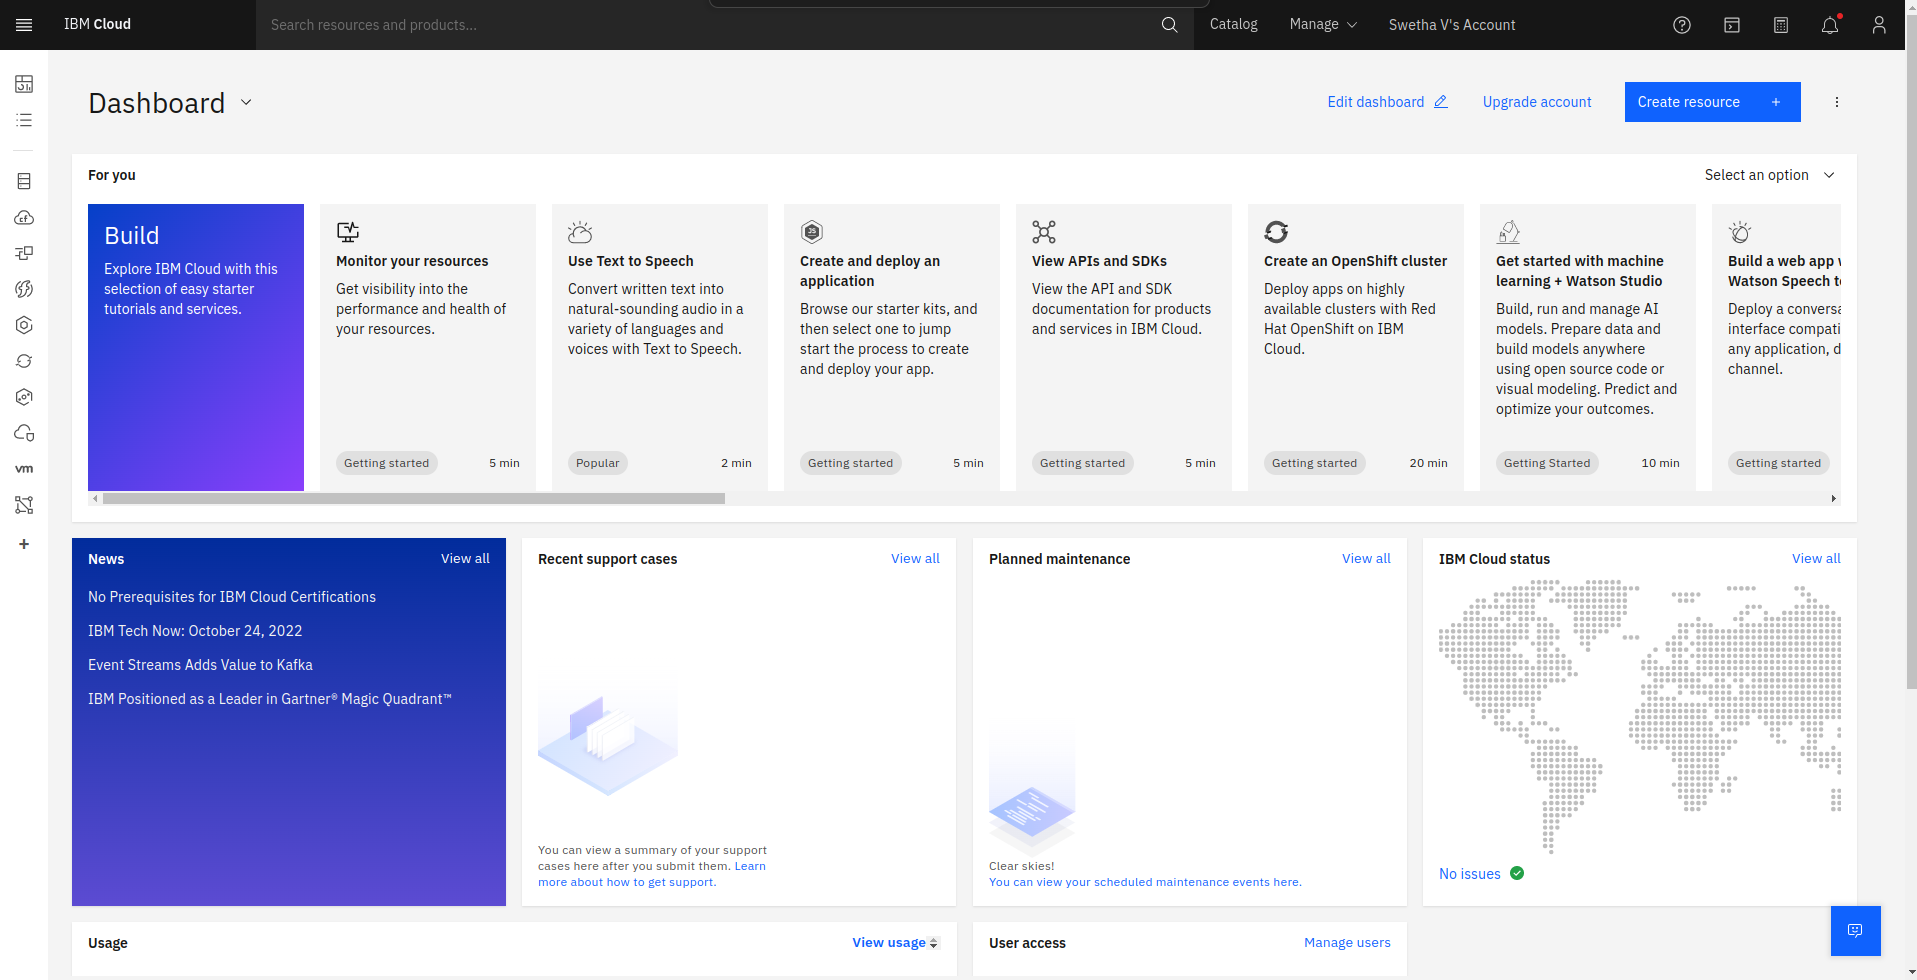 IBM Cloud
Search resources and products...
Catalog
Manage
Swetha V's Account
Dashboard
Edit dashboard
Upgrade account
Create resource +
For you
Select an option
Build
Explore IBM Cloud with this
selection of easy starter
tutorials and services.
Monitor your resources
Get visibility into the
performance and health of
your resources.
Getting started
5 min
Use Text to Speech
Convert written text into
natural-sounding audio in a
variety of languages and
voices with Text to Speech.
Popular
2 min
JS
Create and deploy an
application
Browse our starter kits, and
then select one to jump
start the process to create
and deploy your app.
Getting started
5 min
View APIs and SDKs
View the API and SDK
documentation for products
and services in IBM Cloud.
Getting started
5 min
Create an OpenShift cluster
Deploy apps on highly
available clusters with Red
Hat OpenShift on IBM
Cloud.
Getting started
20 min
Get started with machine
learning + Watson Studio
Build, run and manage AI
models. Prepare data and
build models anywhere
using open source code or
visual modeling. Predict and
optimize your outcomes.
Getting Started
10 min
Build a web app
Watson Speech
Deploy a
interface
any application,
channel.
Getting started
cf
vm
+
News
View all
No Prerequisites for IBM Cloud Certifications
IBM Tech Now: October 24, 2022
Event Streams Adds Value to Kafka
IBM Positioned as a Leader in Gartner® Magic Quadrant™
Recent support cases
View all
You can view a summary of your support
cases here after you submit them. Learn
more about how to get support.
Planned maintenance
View all
Clear skies!
You can view your scheduled maintenance events here.
IBM Cloud status
View all
No issues
Usage
View usage
User access
Manage users